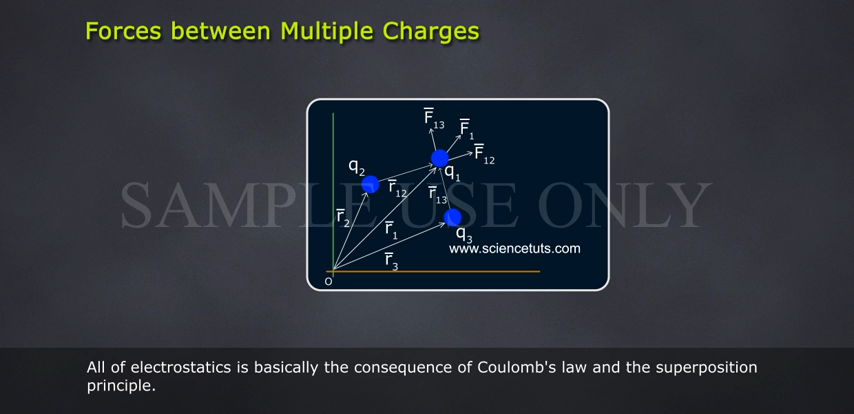 Forces between Multiple Charges
F̅13
F̅1
F̅12
q2
q1
r̅12
r̅13
r̅2
r̅1
q3
www.sciencetuts.com
r̅3
O
SAMPLE USE ONLY
All of electrostatics is basically the consequence of Coulomb's law and the superposition
principle.